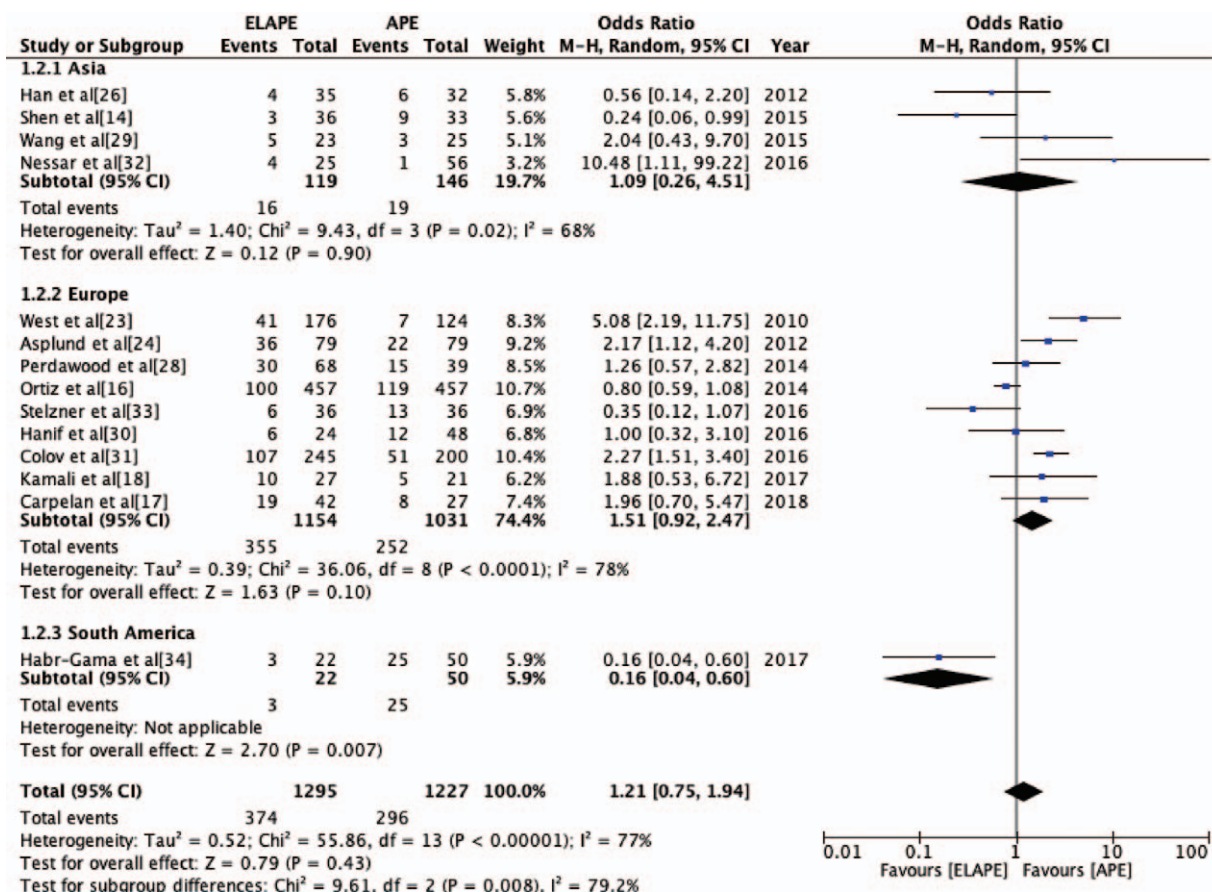 ELAPE APE Odds Ratio Odds Ratio
Study or Subgroup Events Total Events Total Weight M-H, Random, 95% CI Year M-H, Random, 95% CI
1.2.1 Asia
Han et al[26] 4 35 6 32 5.8% 0.56 [0.14, 2.20] 2012
Shen et al[14] 3 36 9 33 5.6% 0.24 [0.06, 0.99] 2015
Wang et al[29] 5 23 3 25 5.1% 2.04 [0.43, 9.70] 2015
Nessar et al[32] 4 25 1 56 3.2% 10.48 [1.11, 99.22] 2016
Subtotal (95% CI) 119 146 19.7% 1.09 [0.26, 4.51]
Total events 16 19
Heterogeneity: Tau² = 1.40; Chi² = 9.43, df = 3 (P = 0.02); I² = 68%
Test for overall effect: Z = 0.12 (P = 0.90)
1.2.2 Europe
West et al[23] 41 176 7 124 8.3% 5.08 [2.19, 11.75] 2010
Asplund et al[24] 36 79 22 79 9.2% 2.17 [1.12, 4.20] 2012
Perdawood et al[28] 30 68 15 39 8.5% 1.26 [0.57, 2.82] 2014
Ortiz et al[16] 100 457 119 457 10.7% 0.80 [0.59, 1.08] 2014
Stelzner et al[33] 6 36 13 36 6.9% 0.35 [0.12, 1.07] 2016
Hanif et al[30] 6 24 12 48 6.8% 1.00 [0.32, 3.10] 2016
Colov et al[31] 107 245 51 200 10.4% 2.27 [1.51, 3.40] 2016
Kamali et al[18] 10 27 5 21 6.2% 1.88 [0.53, 6.72] 2017
Carpelan et al[17] 19 42 8 27 7.4% 1.96 [0.70, 5.47] 2018
Subtotal (95% CI) 1154 1031 74.4% 1.51 [0.92, 2.47]
Total events 355 252
Heterogeneity: Tau² = 0.39; Chi² = 36.06, df = 8 (P < 0.0001); I² = 78%
Test for overall effect: Z = 1.63 (P = 0.10)
1.2.3 South America
Habr-Gama et al[34] 3 22 25 50 5.9% 0.16 [0.04, 0.60] 2017
Subtotal (95% CI) 22 50 5.9% 0.16 [0.04, 0.60]
Total events 3 25
Heterogeneity: Not applicable
Test for overall effect: Z = 2.70 (P = 0.007)
Total (95% CI) 1295 1227 100.0% 1.21 [0.75, 1.94]
Total events 374 296
Heterogeneity: Tau² = 0.52; Chi² = 55.86, df = 13 (P < 0.00001); I² = 77%
Test for overall effect: Z = 0.79 (P = 0.43)
Test for subgroup differences: Chi² = 9.61, df = 2 (P = 0.008), I² = 79.2%
0.01 0.1 1 10 100
Favours [ELAPE] Favours [APE]